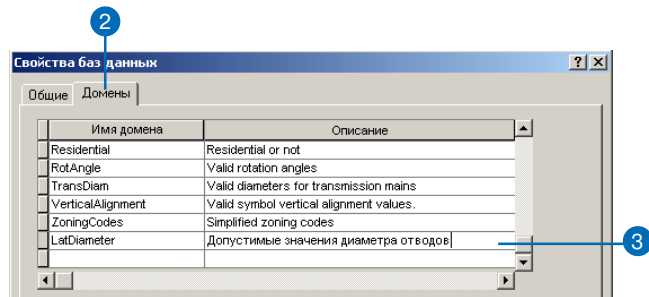 2
Свойства баз данных
Общие Домены
Имя домена Описание
Residential Residential or not
RotAngle Valid rotation angles
TransDiam Valid diameters for transmission mains
VerticalAlignment Valid symbol vertical alignment values.
ZoningCodes Simplified zoning codes
LatDiameter Допустимые значения диаметра отводов
3